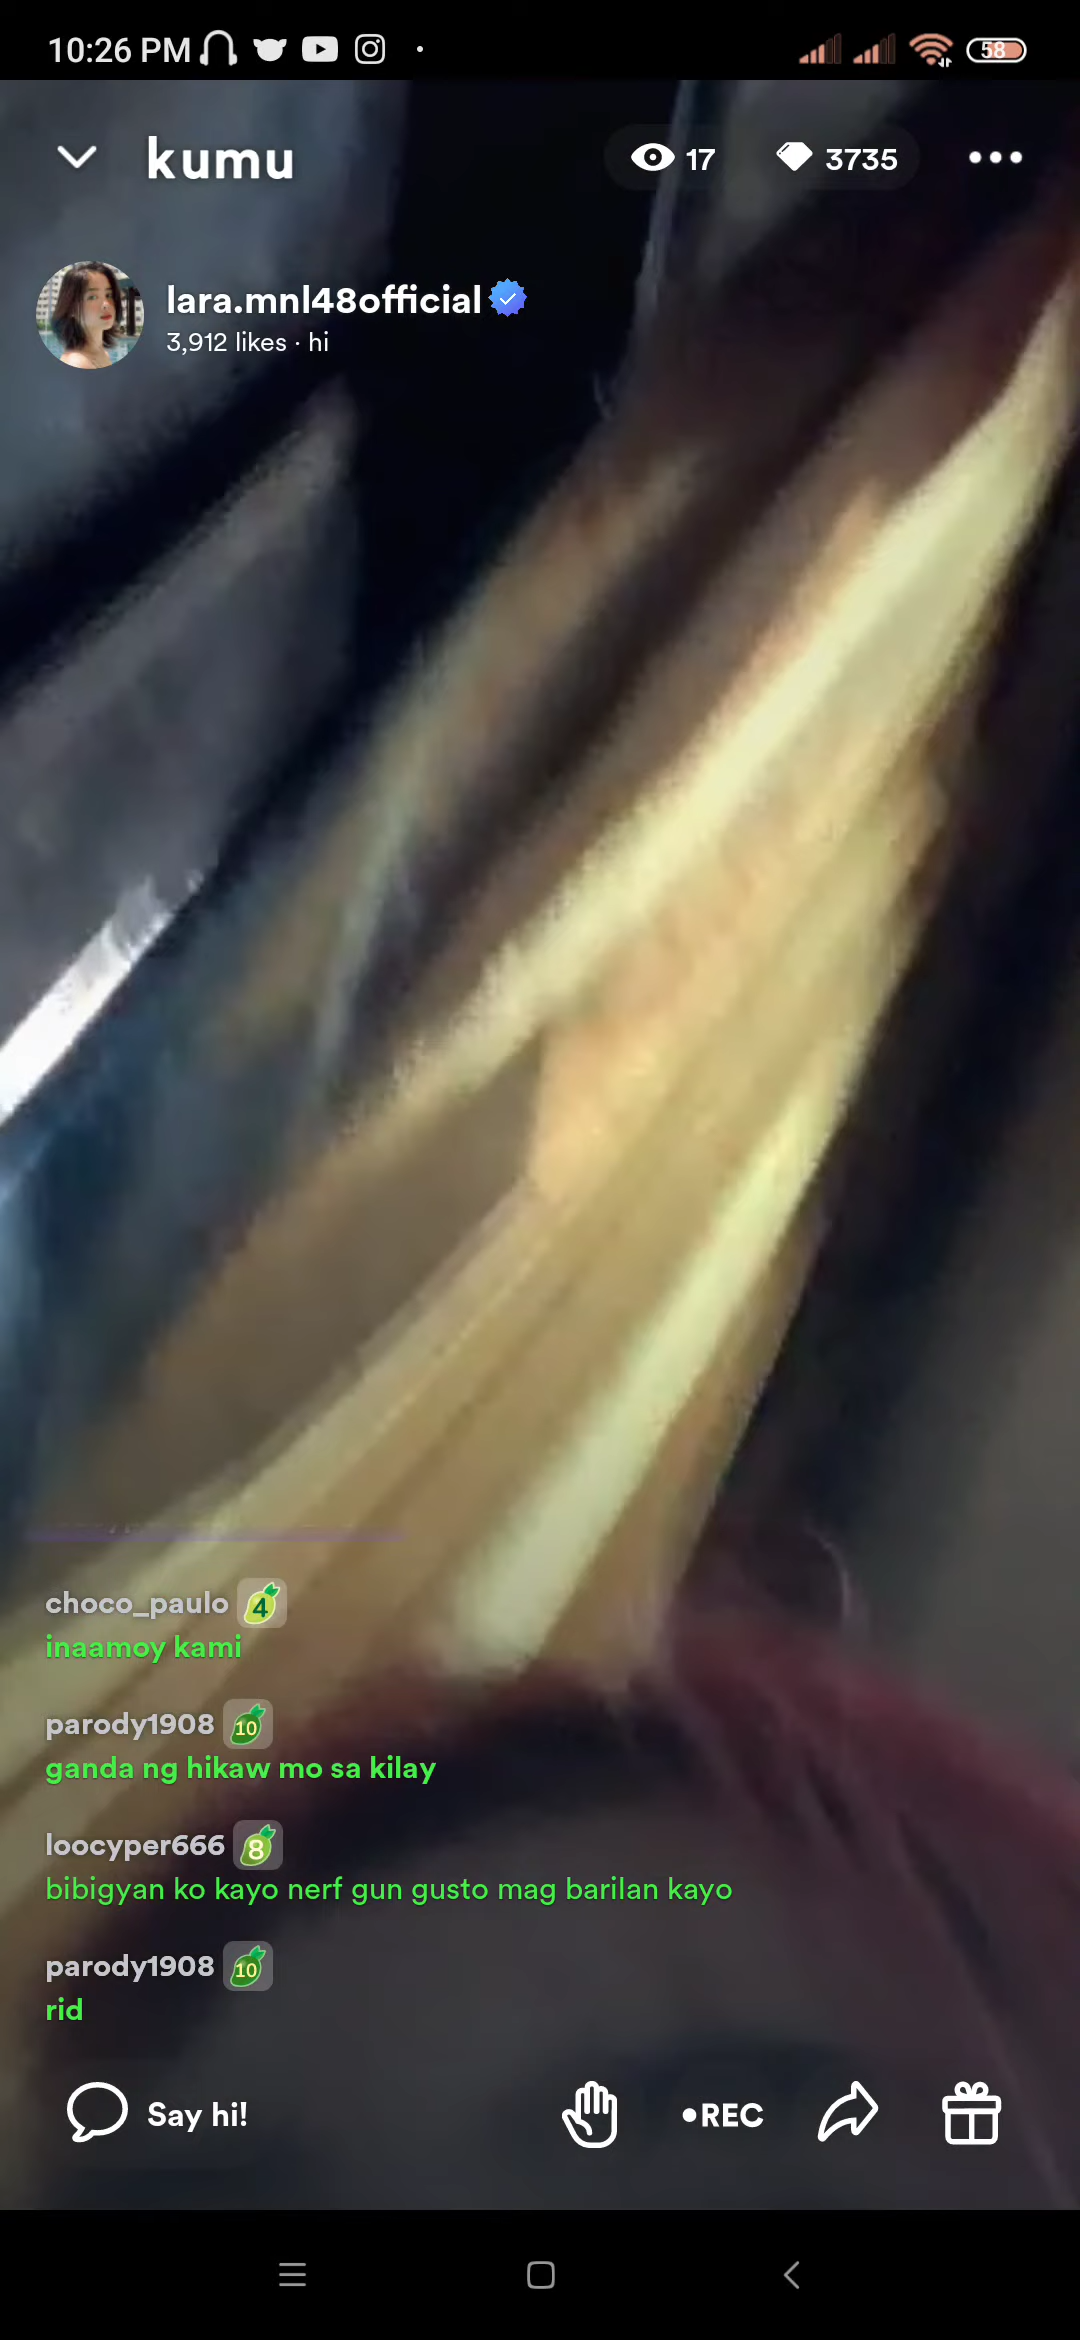 10:26 PM
58
kumu
17
3735
lara.mnl48official
3,912 likes · hi
choco_paulo 4
inaamoy kami
parody1908 10
ganda ng hikaw mo sa kilay
loocyper666 8
bibigyan ko kayo nerf gun gusto mag barilan kayo
parody1908 10
rid
Say hi!
•REC